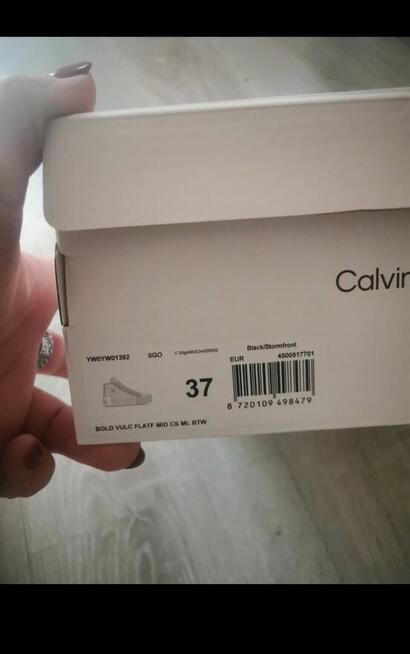 Calvin
Black/Stormfront
YW0YW01392 0GO
EUR 4500517701
37
8 720109 498479
BOLD VULC FLATF MID CS ML BTW